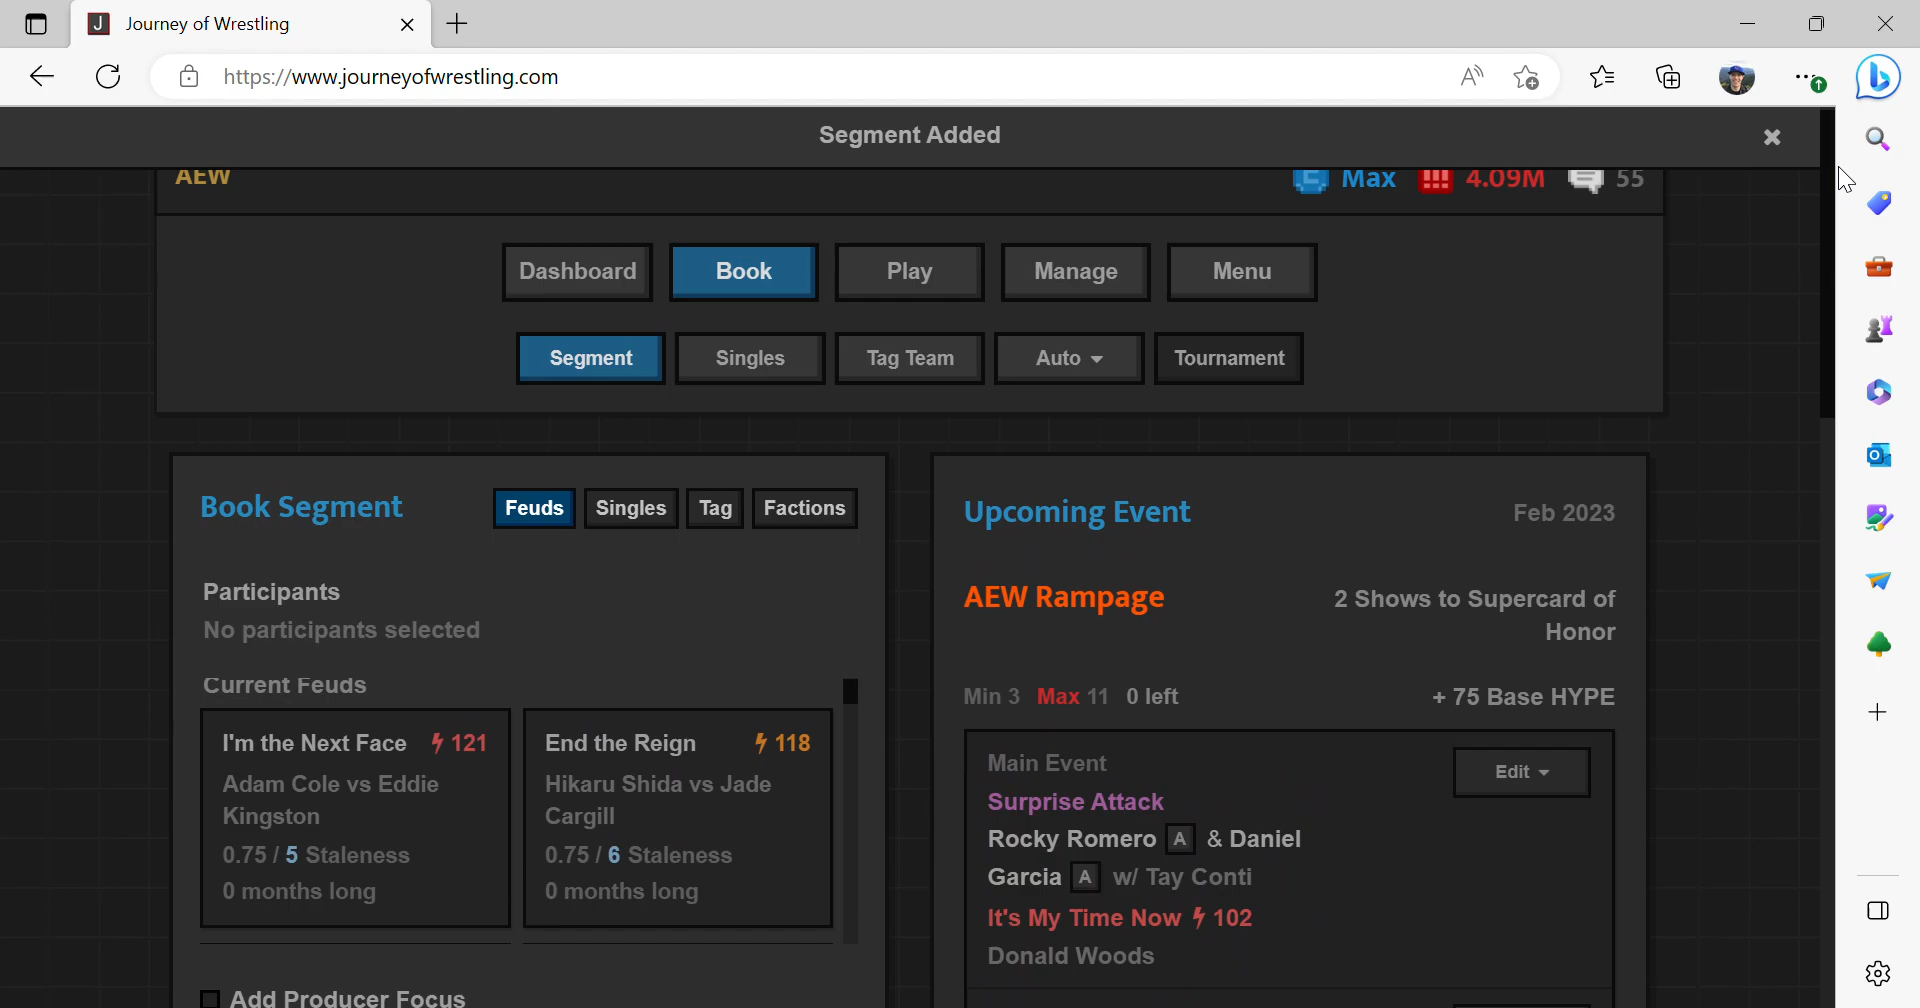 Journey of Wrestling
https://www.journeyofwrestling.com
Segment Added
AEW
Max 4.09M 55
Dashboard Book Play Manage Menu
Segment Singles Tag Team Auto Tournament
Book Segment
Feuds Singles Tag Factions
Participants
No participants selected
Current Feuds
I'm the Next Face 121
Adam Cole vs Eddie
Kingston
0.75 / 5 Staleness
0 months long
End the Reign 118
Hikaru Shida vs Jade
Cargill
0.75 / 6 Staleness
0 months long
Add Producer Focus
Upcoming Event
Feb 2023
AEW Rampage
2 Shows to Supercard of
Honor
Min 3 Max 11 0 left
+ 75 Base HYPE
Main Event
Edit
Surprise Attack
Rocky Romero A & Daniel
Garcia A w/ Tay Conti
It's My Time Now 102
Donald Woods